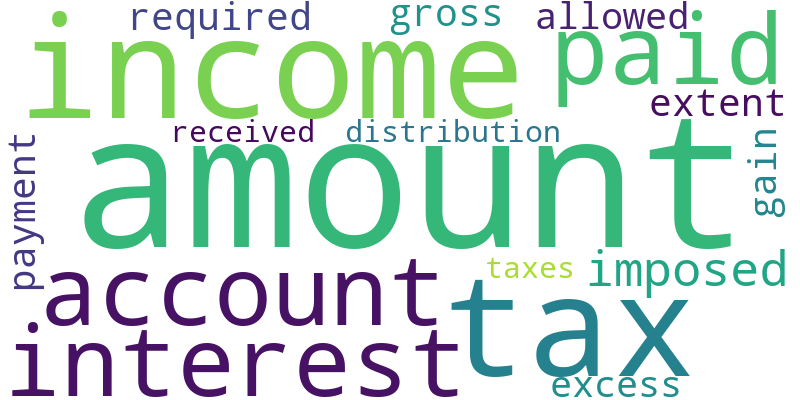 required gross allowed
income paid
extent
received distribution
amount
payment
gain
account taxes imposed
interest tax
excess